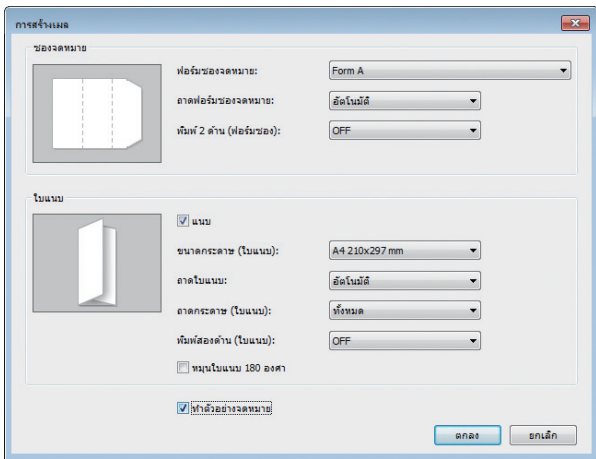 การสร้างเมล
ซองจดหมาย
ฟอร์มซองจดหมาย: Form A
ถาดฟอร์มซองจดหมาย: อัตโนมัติ
พิมพ์ 2 ด้าน (ฟอร์มซอง): OFF
ใบแนบ
แนบ
ขนาดกระดาษ (ใบแนบ): A4 210x297 mm
ถาดใบแนบ: อัตโนมัติ
ถาดกระดาษ (ใบแนบ): ทั้งหมด
พิมพ์สองด้าน (ใบแนบ): OFF
หมุนใบแนบ 180 องศา
ทำตัวอย่างจดหมาย
ตกลง ยกเลิก